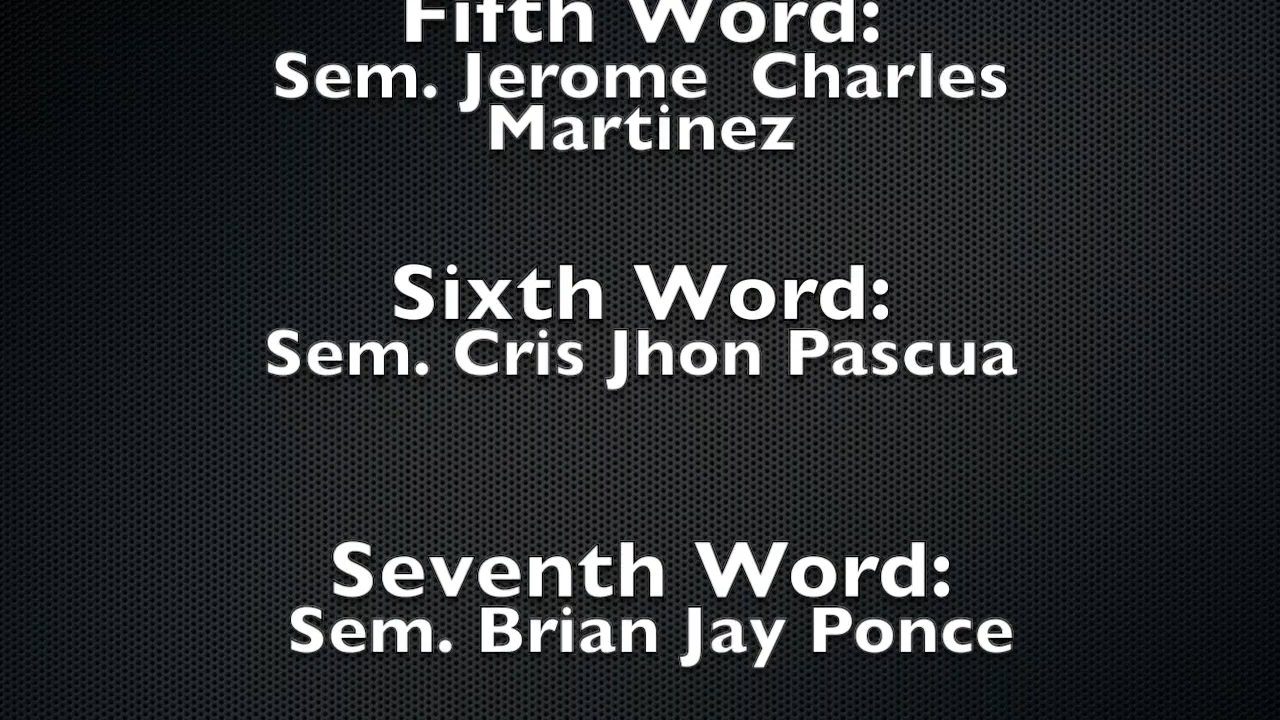 Fifth Word:
Sem. Jerome  Charles
Martinez
Sixth Word:
Sem. Cris Jhon Pascua
Seventh Word:
Sem. Brian Jay Ponce